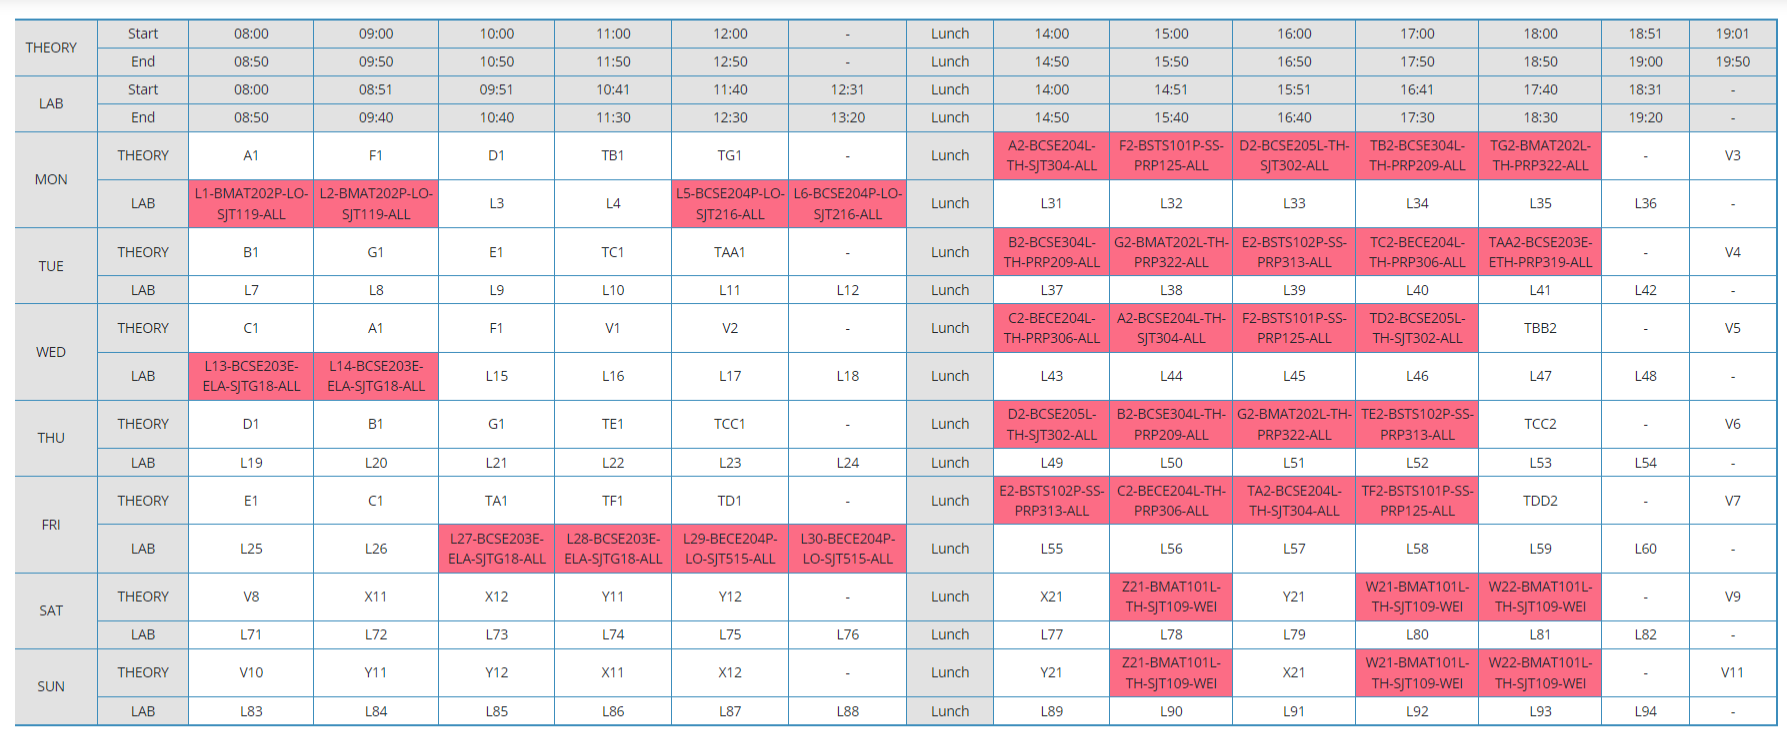 THEORY Start 08:00 09:00 10:00 11:00 12:00 - Lunch 14:00 15:00 16:00 17:00 18:00 18:51 19:01
End 08:50 09:50 10:50 11:50 12:50 - Lunch 14:50 15:50 16:50 17:50 18:50 19:00 19:50
LAB Start 08:00 08:51 09:51 10:41 11:40 12:31 Lunch 14:00 14:51 15:51 16:41 17:40 18:31 -
End 08:50 09:40 10:40 11:30 12:30 13:20 Lunch 14:50 15:40 16:40 17:30 18:30 19:20 -
MON THEORY A1 F1 D1 TB1 TG1 - Lunch A2-BCSE204L-TH-SJT304-ALL F2-BSTS101P-SS-PRP125-ALL D2-BCSE205L-TH-SJT302-ALL TB2-BCSE304L-TH-PRP209-ALL TG2-BMAT202L-TH-PRP322-ALL - V3
LAB L1-BMAT202P-LO-SJT119-ALL L2-BMAT202P-LO-SJT119-ALL L3 L4 L5-BCSE204P-LO-SJT216-ALL L6-BCSE204P-LO-SJT216-ALL Lunch L31 L32 L33 L34 L35 L36 -
TUE THEORY B1 G1 E1 TC1 TAA1 - Lunch B2-BCSE304L-TH-PRP209-ALL G2-BMAT202L-TH-PRP322-ALL E2-BSTS102P-SS-PRP313-ALL TC2-BECE204L-TH-PRP306-ALL TAA2-BCSE203E-ETH-PRP319-ALL - V4
LAB L7 L8 L9 L10 L11 L12 Lunch L37 L38 L39 L40 L41 L42 -
WED THEORY C1 A1 F1 V1 V2 - Lunch C2-BECE204L-TH-PRP306-ALL A2-BCSE204L-TH-SJT304-ALL F2-BSTS101P-SS-PRP125-ALL TD2-BCSE205L-TH-SJT302-ALL TBB2 - V5
LAB L13-BCSE203E-ELA-SJTG18-ALL L14-BCSE203E-ELA-SJTG18-ALL L15 L16 L17 L18 Lunch L43 L44 L45 L46 L47 L48 -
THU THEORY D1 B1 G1 TE1 TCC1 - Lunch D2-BCSE205L-TH-SJT302-ALL B2-BCSE304L-TH-PRP209-ALL G2-BMAT202L-TH-PRP322-ALL TE2-BSTS102P-SS-PRP313-ALL TCC2 - V6
LAB L19 L20 L21 L22 L23 L24 Lunch L49 L50 L51 L52 L53 L54 -
FRI THEORY E1 C1 TA1 TF1 TD1 - Lunch E2-BSTS102P-SS-PRP313-ALL C2-BECE204L-TH-PRP306-ALL TA2-BCSE204L-TH-SJT304-ALL TF2-BSTS101P-SS-PRP125-ALL TDD2 - V7
LAB L25 L26 L27-BCSE203E-ELA-SJTG18-ALL L28-BCSE203E-ELA-SJTG18-ALL L29-BECE204P-LO-SJT515-ALL L30-BECE204P-LO-SJT515-ALL Lunch L55 L56 L57 L58 L59 L60 -
SAT THEORY V8 X11 X12 Y11 Y12 - Lunch X21 Z21-BMAT101L-TH-SJT109-WEI Y21 W21-BMAT101L-TH-SJT109-WEI W22-BMAT101L-TH-SJT109-WEI - V9
LAB L71 L72 L73 L74 L75 L76 Lunch L77 L78 L79 L80 L81 L82 -
SUN THEORY V10 Y11 Y12 X11 X12 - Lunch Y21 Z21-BMAT101L-TH-SJT109-WEI X21 W21-BMAT101L-TH-SJT109-WEI W22-BMAT101L-TH-SJT109-WEI - V11
LAB L83 L84 L85 L86 L87 L88 Lunch L89 L90 L91 L92 L93 L94 -